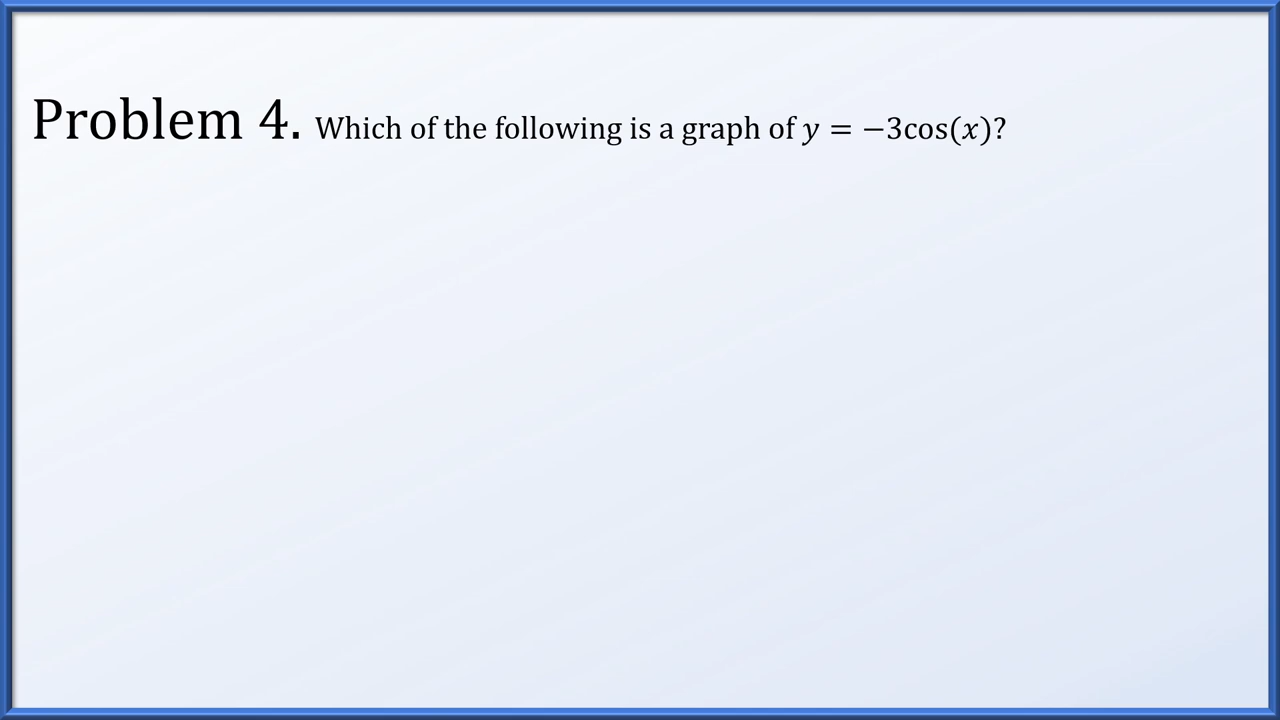 Problem 4. Which of the following is a graph of y = −3cos(x)?